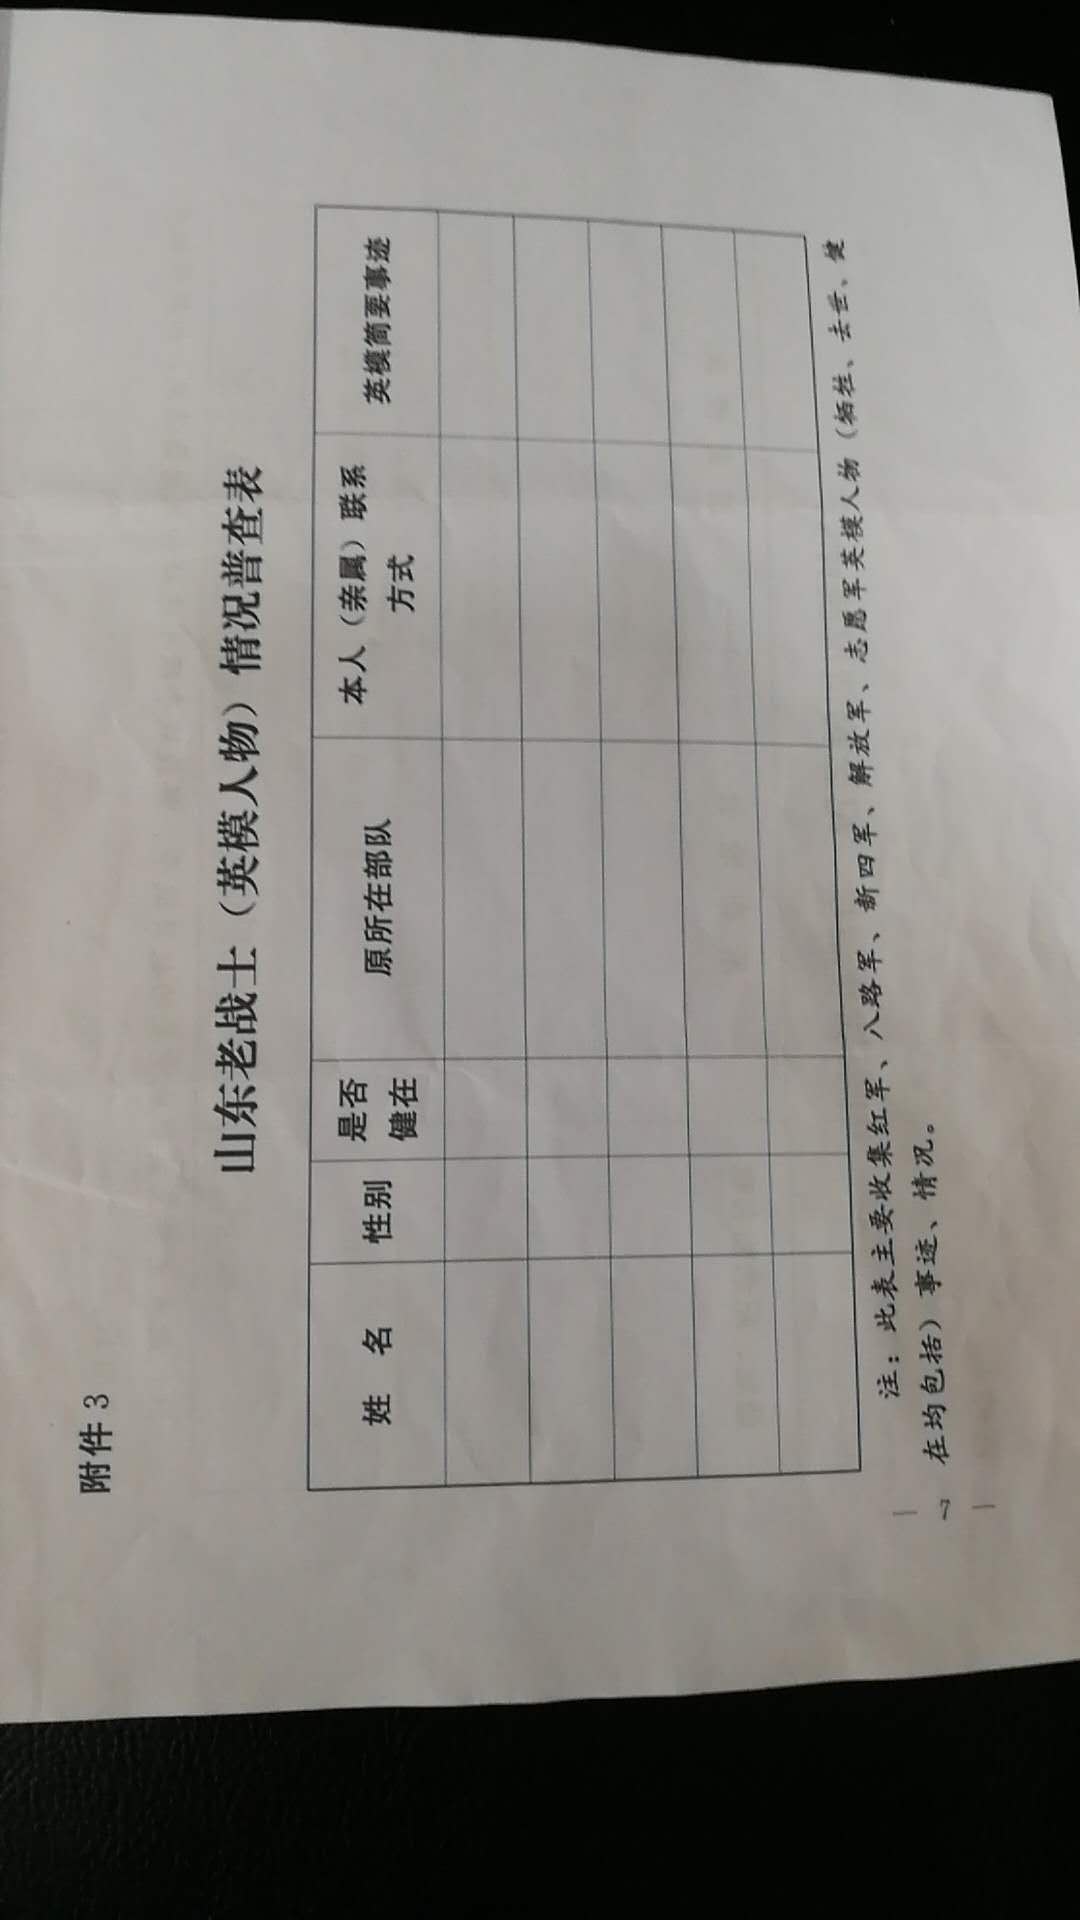 附件 3
山东老战士（英模人物）情况普查表
姓 名
性别
是否
健在
原所在部队
本人（亲属）联系
方式
英模简要事迹
注：此表主要收集红军、八路军、新四军、解放军、志愿军英模人物（牺牲、去世、健
在均包括）事迹、情况。
— 7 —